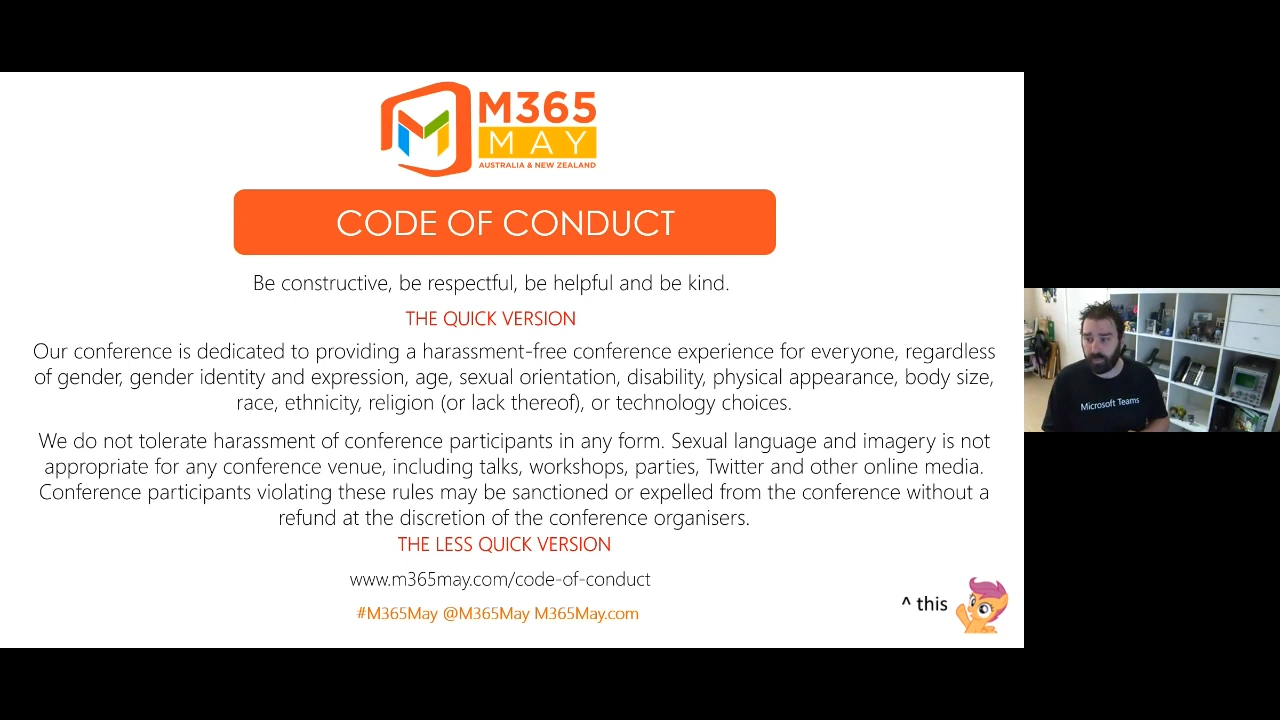 M365
MAY
AUSTRALIA & NEW ZEALAND
CODE OF CONDUCT
Be constructive, be respectful, be helpful and be kind.
THE QUICK VERSION
Our conference is dedicated to providing a harassment-free conference experience for everyone, regardless
of gender, gender identity and expression, age, sexual orientation, disability, physical appearance, body size,
race, ethnicity, religion (or lack thereof), or technology choices.
We do not tolerate harassment of conference participants in any form. Sexual language and imagery is not
appropriate for any conference venue, including talks, workshops, parties, Twitter and other online media.
Conference participants violating these rules may be sanctioned or expelled from the conference without a
refund at the discretion of the conference organisers.
THE LESS QUICK VERSION
www.m365may.com/code-of-conduct
#M365May @M365May M365May.com
^ this
Microsoft Teams